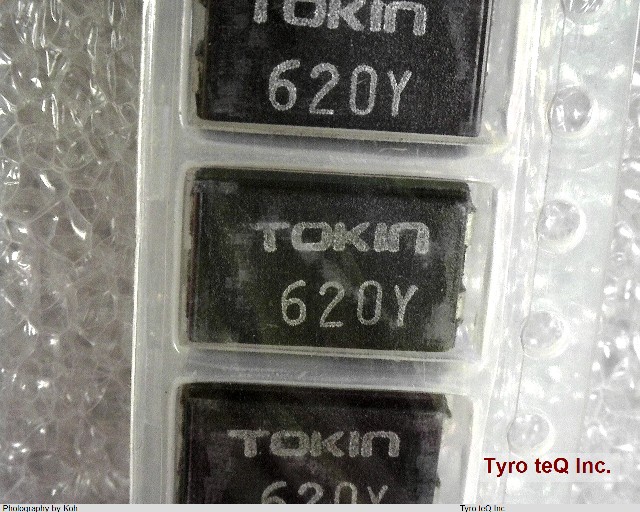 TOKIN
620Y
TOKIN
620Y
TOKIN
620Y
Tyro teQ Inc.
Photography by Koh
Tyro teQ Inc